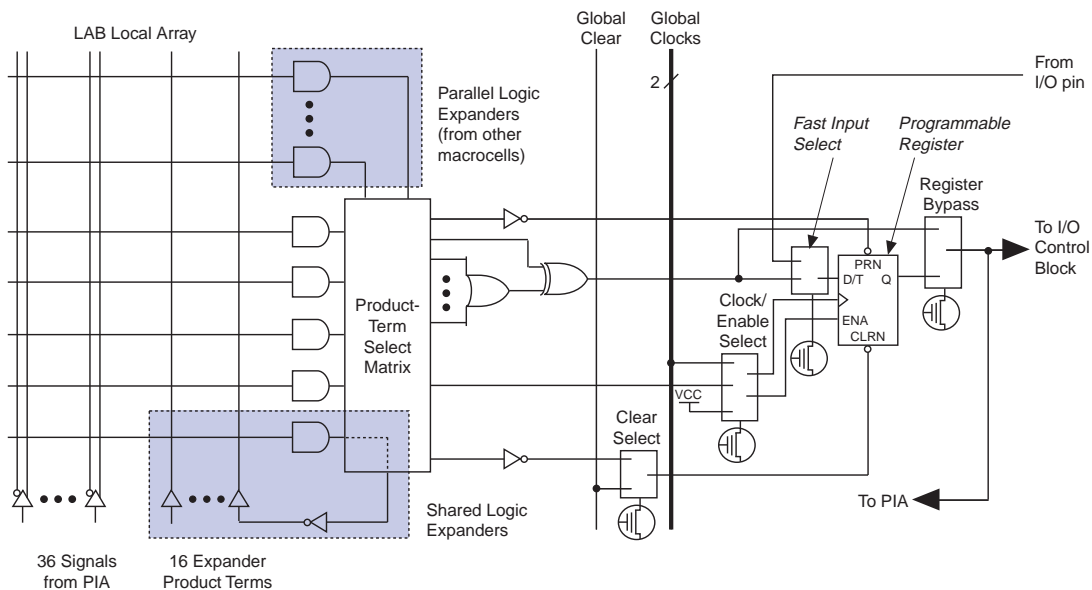 LAB Local Array
Global
Clear
Global
Clocks
2
Parallel Logic
Expanders
(from other
macrocells)
From
I/O pin
Fast Input
Select
Programmable
Register
Register
Bypass
To I/O
Control
Block
PRN
D/T Q
ENA
CLRN
Clock/
Enable
Select
VCC
Product-
Term
Select
Matrix
Clear
Select
Shared Logic
Expanders
To PIA
36 Signals
from PIA
16 Expander
Product Terms